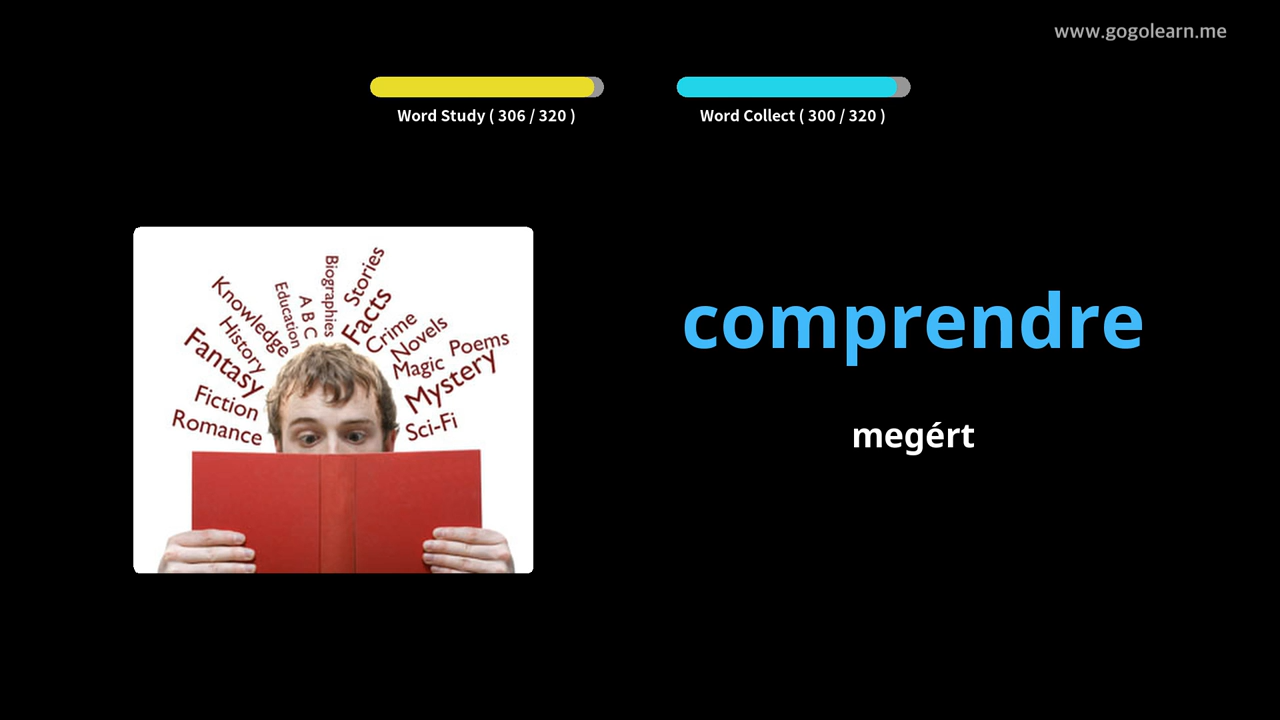 www.gogolearn.me
Word Study ( 306 / 320 )
Word Collect ( 300 / 320 )
Knowledge
History
Fantasy
Fiction
Romance
Education
A B C
Biographies
Stories
Facts
Crime
Novels
Magic
Poems
Mystery
Sci-Fi
comprendre
megért